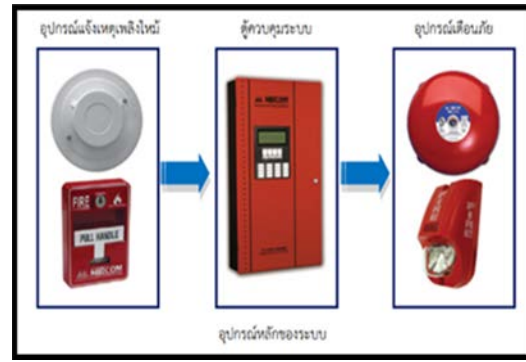 อุปกรณ์แจ้งเหตุเพลิงไหม้
ตู้ควบคุมระบบ
อุปกรณ์เตือนภัย
MIRCOM
FIRE
PULL HANDLE
MIRCOM
อุปกรณ์หลักของระบบ